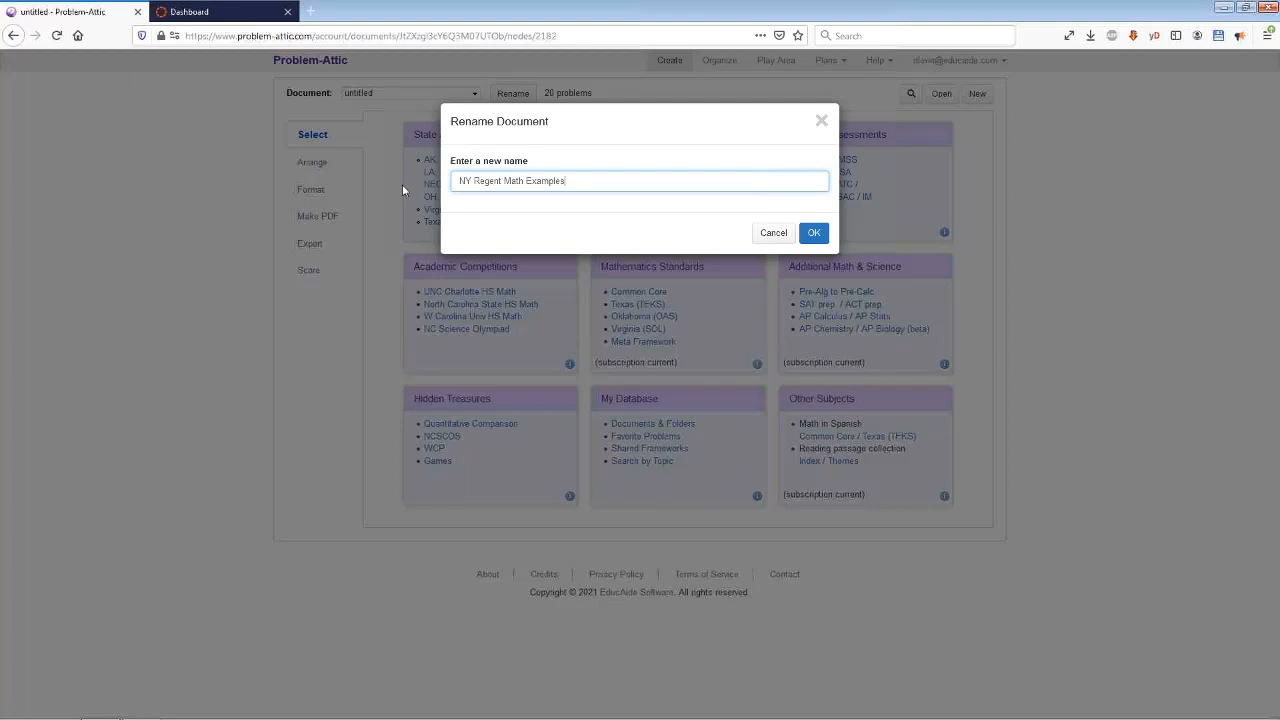 untitled - Problem-Attic
Dashboard
https://www.problem-attic.com/account/documents/JtZXzgI3cY6Q3M07UTOb/nodes/2182
Search
Problem-Attic
Create
Organize
Play Area
Plans
Help
Document:
untitled
Rename
20 problems
Open
New
Rename Document
Enter a new name
NY Regent Math Examples
Cancel
OK
Select
Arrange
Format
Make PDF
Export
Score
State
AK,
LA,
OH,
Virg
Texa
Academic Competitions
UNC Charlotte HS Math
North Carolina State HS Math
W Carolina Univ HS Math
NC Science Olympiad
Mathematics Standards
Common Core
Texas (TEKS)
Oklahoma (OAS)
Virginia (SOL)
Meta Framework
(subscription current)
Additional Math & Science
Pre-Alg to Pre-Calc
SAT prep. / ACT prep.
AP Calculus / AP Stats
AP Chemistry / AP Biology (beta)
(subscription current)
Hidden Treasures
Quantitative Comparison
NCSCOS
WCP
Games
My Database
Documents & Folders
Favorite Problems
Shared Frameworks
Search by Topic
Other Subjects
Math in Spanish
Common Core / Texas (TEKS)
Reading passage collection
Index / Themes
(subscription current)
About
Credits
Privacy Policy
Terms of Service
Contact
Copyright © 2021 EducAide Software. All rights reserved